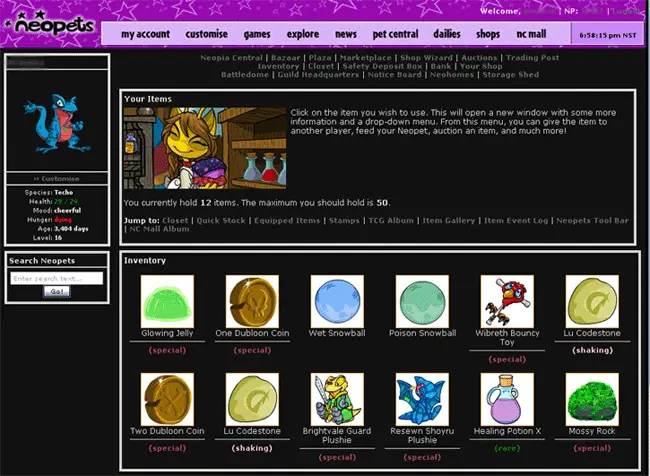 Welcome, | NP: | Logout
neopets
my account customise games explore news pet central dailies shops nc mall
6:58:15 pm NST
Neopia Central | Bazaar | Plaza | Marketplace | Shop Wizard | Auctions | Trading Post
Inventory | Closet | Safety Deposit Box | Bank | Your Shop
Battledome | Guild Headquarters | Notice Board | Neohomes | Storage Shed
Customise
Species: Techo
Health: 29 / 29
Mood: cheerful
Hunger: dying
Age: 3,404 days
Level: 16
Search Neopets
Enter search text...
Go!
Your Items
Click on the item you wish to use. This will open a new window with some more
information and a drop-down menu. From this menu, you can give the item to
another player, feed your Neopet, auction an item, and much more!
You currently hold 12 items. The maximum you should hold is 50.
Jump to: Closet | Quick Stock | Equipped Items | Stamps | TCG Album | Item Gallery | Item Event Log | Neopets Tool Bar
| NC Mall Album
Inventory
Glowing Jelly One Dubloon Coin Wet Snowball Poison Snowball Wibreth Bouncy Lu Codestone
Toy
(special) (special) (special) (shaking)
Two Dubloon Coin Lu Codestone Brightvale Guard Resewn Shoyru Healing Potion X Mossy Rock
Plushie Plushie
(special) (shaking) (special) (special) (rare) (special)